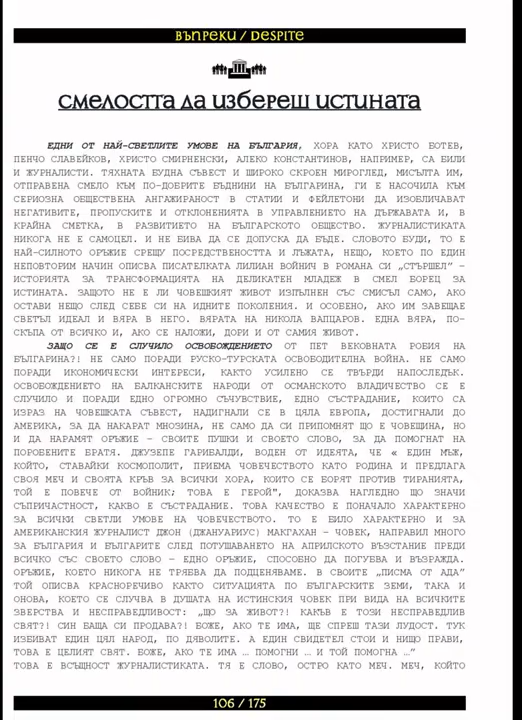 ВЪПРЕКИ / DESPITE
СМЕЛОСТТА ДА ИЗБЕРЕШ ИСТИНАТА
ЕДНИ ОТ НАЙ-СВЕТЛИТЕ УМОВЕ НА БЪЛГАРИЯ, ХОРА КАТО ХРИСТО БОТЕВ,
ПЕНЧО СЛАВЕЙКОВ, ХРИСТО СМИРНЕНСКИ, АЛЕКО КОНСТАНТИНОВ, НАПРИМЕР, СА БИЛИ
И ЖУРНАЛИСТИ. ТЯХНАТА БУДНА СЪВЕСТ И ШИРОКО СКРОЕН МИРОГЛЕД, МИСЪЛТА ИМ,
ОТПРАВЕНА СМЕЛО КЪМ ПО-ДОБРИТЕ БЪДНИНИ НА БЪЛГАРИНА, ГИ Е НАСОЧИЛА КЪМ
СЕРИОЗНА ОБЩЕСТВЕНА АНГАЖИРАНОСТ В СТАТИИ И ФЕЙЛЕТОНИ ДА ИЗОБЛИЧАВАТ
НЕГАТИВИТЕ, ПРОПУСКИТЕ И ОТКЛОНЕНИЯТА В УПРАВЛЕНИЕТО НА ДЪРЖАВАТА И, В
КРАЙНА СМЕТКА, В РАЗВИТИЕТО НА БЪЛГАРСКОТО ОБЩЕСТВО. ЖУРНАЛИСТИКАТА
НИКОГА НЕ Е САМОЦЕЛ. И НЕ БИВА ДА СЕ ДОПУСКА ДА БЪДЕ. СЛОВОТО БУДИ, ТО Е
НАЙ-СИЛНОТО ОРЪЖИЕ СРЕЩУ ПОСРЕДСТВЕНОСТТА И ЛЪЖАТА, НЕЩО, КОЕТО ПО ЕДИН
НЕПОВТОРИМ НАЧИН ОПИСВА ПИСАТЕЛКАТА ЛИЛИАН ВОЙНИЧ В РОМАНА СИ „СТЪРШЕЛ" –
ИСТОРИЯТА ЗА ТРАНСФОРМАЦИЯТА НА ДЕЛИКАТЕН МЛАДЕЖ В СМЕЛ БОРЕЦ ЗА
ИСТИНАТА. ЗАЩОТО НЕ Е ЛИ ЧОВЕШКИЯТ ЖИВОТ ИЗПЪЛНЕН СЪС СМИСЪЛ САМО, АКО
ОСТАВИ НЕЩО СЛЕД СЕБЕ СИ НА ИДНИТЕ ПОКОЛЕНИЯ. И ОСОБЕНО, АКО ИМ ЗАВЕЩАЕ
СВЕТЪЛ ИДЕАЛ И ВЯРА В НЕГО. ВЯРАТА НА НИКОЛА ВАПЦАРОВ. ЕДНА ВЯРА, ПО-
СКЪПА ОТ ВСИЧКО И, АКО СЕ НАЛОЖИ, ДОРИ И ОТ САМИЯ ЖИВОТ.
ЗАЩО СЕ Е СЛУЧИЛО ОСВОБОЖДЕНИЕТО ОТ ПЕТ ВЕКОВНАТА РОБИЯ НА
БЪЛГАРИНА?! НЕ САМО ПОРАДИ РУСКО-ТУРСКАТА ОСВОБОДИТЕЛНА ВОЙНА. НЕ САМО
ПОРАДИ ИКОНОМИЧЕСКИ ИНТЕРЕСИ, КАКТО УСИЛЕНО СЕ ТВЪРДИ НАПОСЛЕДЪК.
ОСВОБОЖДЕНИЕТО НА БАЛКАНСКИТЕ НАРОДИ ОТ ОСМАНСКОТО ВЛАДИЧЕСТВО СЕ Е
СЛУЧИЛО И ПОРАДИ ЕДНО ОГРОМНО СЪЧУВСТВИЕ, ЕДНО СЪСТРАДАНИЕ, КОИТО СА
ИЗРАЗ НА ЧОВЕШКАТА СЪВЕСТ, НАДИГНАЛИ СЕ В ЦЯЛА ЕВРОПА, ДОСТИГНАЛИ ДО
АМЕРИКА, ЗА ДА НАКАРАТ МНОЗИНА, НЕ САМО ДА СИ ПРИПОМНЯТ ЩО Е ЧОВЕЩИНА, НО
И ДА НАРАМЯТ ОРЪЖИЕ – СВОИТЕ ПУШКИ И СВОЕТО СЛОВО, ЗА ДА ПОМОГНАТ НА
ПОРОБЕНИТЕ БРАТЯ. ДЖУЗЕПЕ ГАРИБАЛДИ, ВОДЕН ОТ ИДЕЯТА, ЧЕ « ЕДИН МЪЖ,
КОЙТО, СТАВАЙКИ КОСМОПОЛИТ, ПРИЕМА ЧОВЕЧЕСТВОТО КАТО РОДИНА И ПРЕДЛАГА
СВОЯ МЕЧ И СВОЯТА КРЪВ ЗА ВСИЧКИ ХОРА, КОИТО СЕ БОРЯТ ПРОТИВ ТИРАНИЯТА,
ТОЙ Е ПОВЕЧЕ ОТ ВОЙНИК; ТОВА Е ГЕРОЙ", ДОКАЗВА НАГЛЕДНО ЩО ЗНАЧИ
СЪПРИЧАСТНОСТ, КАКВО Е СЪСТРАДАНИЕ. ТОВА КАЧЕСТВО Е ПОНАЧАЛО ХАРАКТЕРНО
ЗА ВСИЧКИ СВЕТЛИ УМОВЕ НА ЧОВЕЧЕСТВОТО. ТО Е БИЛО ХАРАКТЕРНО И ЗА
АМЕРИКАНСКИЯ ЖУРНАЛИСТ ДЖОН (ДЖАНУАРИУС) МАКГАХАН – ЧОВЕК, НАПРАВИЛ МНОГО
ЗА БЪЛГАРИЯ И БЪЛГАРИТЕ СЛЕД ПОТУШАВАНЕТО НА АПРИЛСКОТО ВЪЗСТАНИЕ ПРЕДИ
ВСИЧКО СЪС СВОЕТО СЛОВО – ЕДНО ОРЪЖИЕ, СПОСОБНО ДА ПОГУБВА И ВЪЗРАЖДА.
ОРЪЖИЕ, КОЕТО НИКОГА НЕ ТРЯБВА ДА ПОДЦЕНЯВАМЕ. В СВОИТЕ „ПИСМА ОТ АДА"
ТОЙ ОПИСВА КРАСНОРЕЧИВО КАКТО СИТУАЦИЯТА ПО БЪЛГАРСКИТЕ ЗЕМИ, ТАКА И
ОНОВА, КОЕТО СЕ СЛУЧВА В ДУШАТА НА ИСТИНСКИЯ ЧОВЕК ПРИ ВИДА НА ВСИЧКИТЕ
ЗВЕРСТВА И НЕСПРАВЕДЛИВОСТ: „ЩО ЗА ЖИВОТ?! КАКЪВ Е ТОЗИ НЕСПРАВЕДЛИВ
СВЯТ?! СИН БАЩА СИ ПРОДАВА?! БОЖЕ, АКО ТЕ ИМА, ЩЕ СПРЕШ ТАЗИ ЛУДОСТ. ТУК
ИЗБИВАТ ЕДИН ЦЯЛ НАРОД, ПО ДЯВОЛИТЕ. А ЕДИН СВИДЕТЕЛ СТОИ И НИЩО ПРАВИ,
ТОВА Е ЦЕЛИЯТ СВЯТ. БОЖЕ, АКО ТЕ ИМА … ПОМОГНИ … И ТОЙ ПОМОГНА …"
ТОВА Е ВСЪЩНОСТ ЖУРНАЛИСТИКАТА. ТЯ Е СЛОВО, ОСТРО КАТО МЕЧ. МЕЧ, КОЙТО
106 / 175